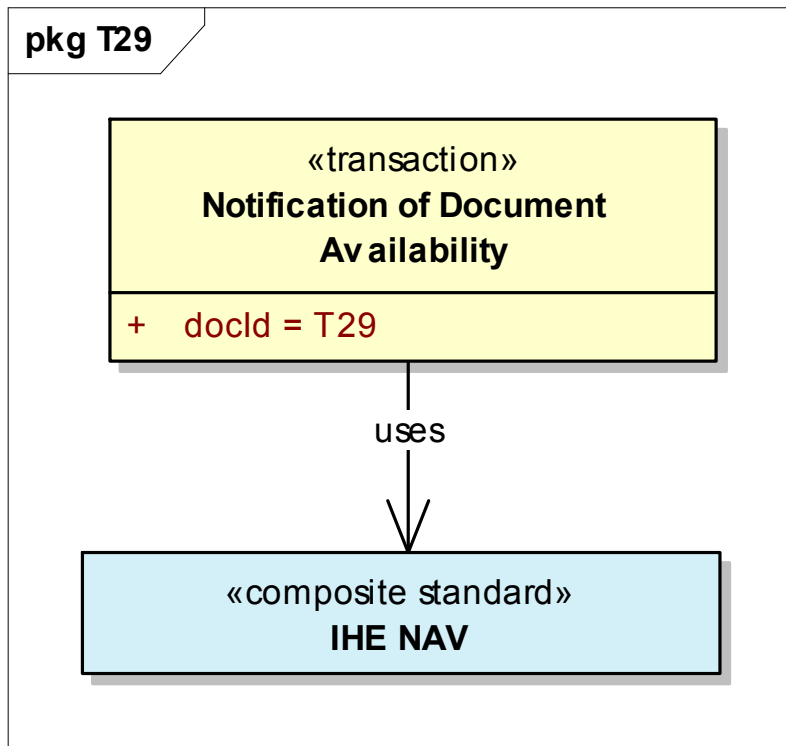 pkg T29
«transaction»
Notification of Document
Availability
+ docId = T29
uses
«composite standard»
IHE NAV